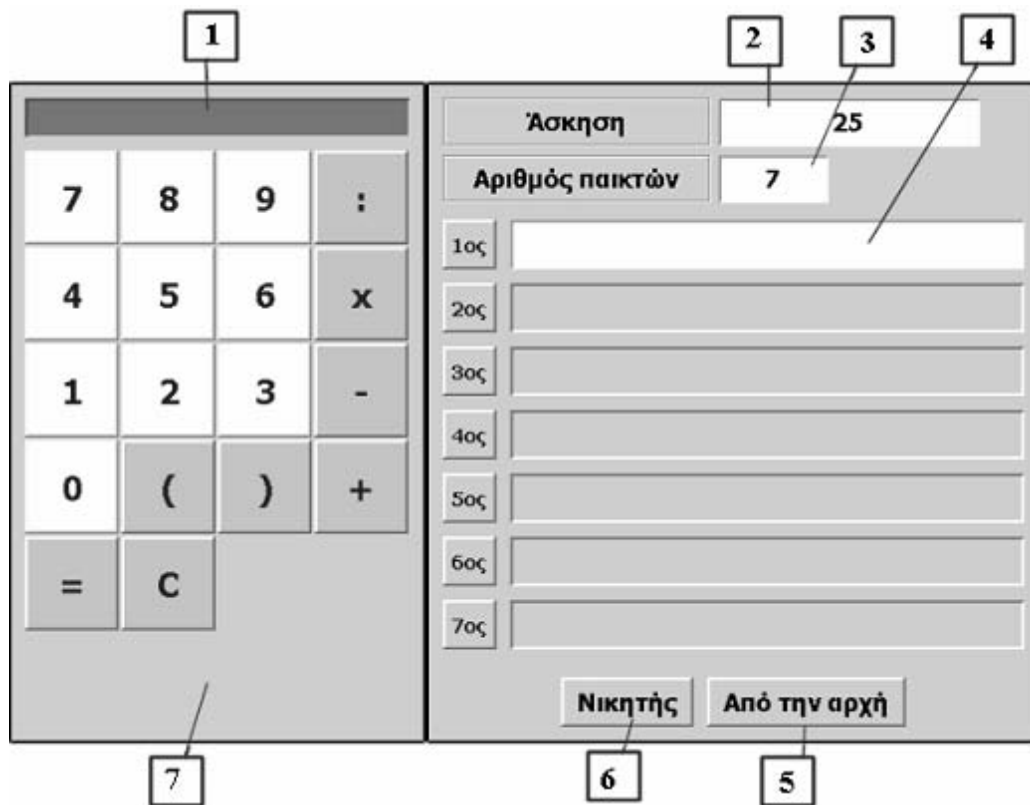 1
2
3
4
7 8 9 :
4 5 6 x
1 2 3 -
0 ( ) +
= C
Άσκηση 25
Αριθμός παικτών 7
1ος
2ος
3ος
4ος
5ος
6ος
7ος
Νικητής Από την αρχή
7
6
5